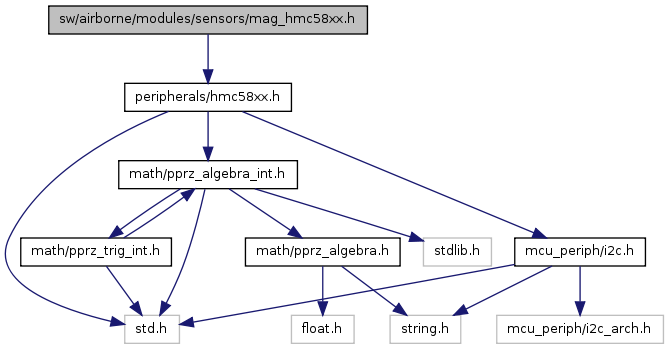 sw/airborne/modules/sensors/mag_hmc58xx.h
peripherals/hmc58xx.h
math/pprz_algebra_int.h
math/pprz_trig_int.h
math/pprz_algebra.h
stdlib.h
mcu_periph/i2c.h
std.h
float.h
string.h
mcu_periph/i2c_arch.h